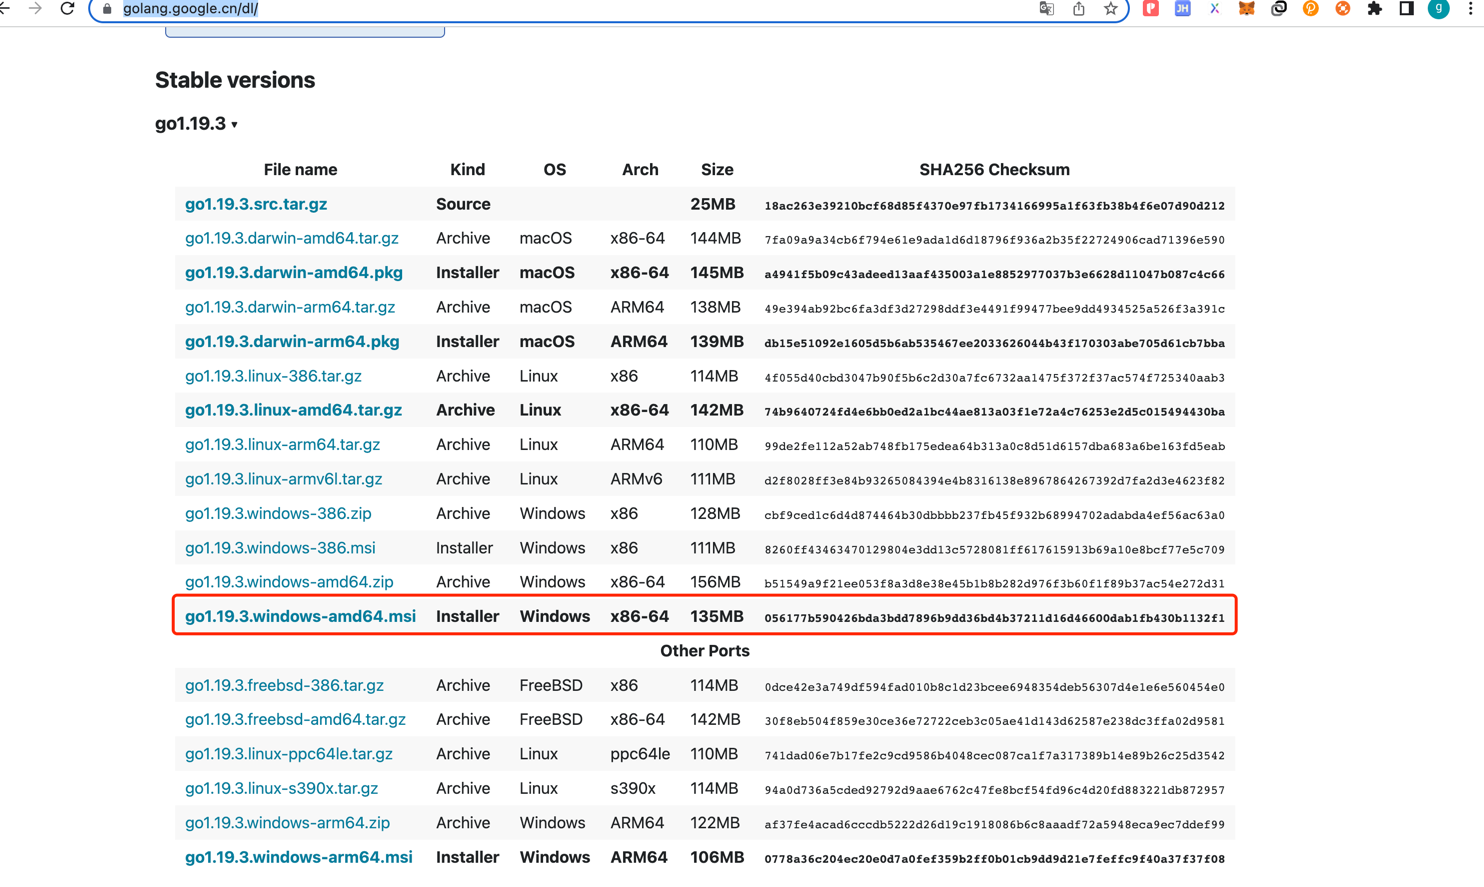 golang.google.cn/dl/
Stable versions
go1.19.3 ▾
File name Kind OS Arch Size SHA256 Checksum
go1.19.3.src.tar.gz Source 25MB 18ac263e39210bcf68d85f4370e97fb1734166995a1f63fb38b4f6e07d90d212
go1.19.3.darwin-amd64.tar.gz Archive macOS x86-64 144MB 7fa09a9a34cb6f794e61e9ada1d6d18796f936a2b35f22724906cad71396e590
go1.19.3.darwin-amd64.pkg Installer macOS x86-64 145MB a4941f5b09c43adeed13aaf435003a1e8852977037b3e6628d11047b087c4c66
go1.19.3.darwin-arm64.tar.gz Archive macOS ARM64 138MB 49e394ab92bc6fa3df3d27298ddf3e4491f99477bee9dd4934525a526f3a391c
go1.19.3.darwin-arm64.pkg Installer macOS ARM64 139MB db15e51092e1605d5b6ab535467ee2033626044b43f170303abe705d61cb7bba
go1.19.3.linux-386.tar.gz Archive Linux x86 114MB 4f055d40cbd3047b90f5b6c2d30a7fc6732aa1475f372f37ac574f725340aab3
go1.19.3.linux-amd64.tar.gz Archive Linux x86-64 142MB 74b9640724fd4e6bb0ed2a1bc44ae813a03f1e72a4c76253e2d5c015494430ba
go1.19.3.linux-arm64.tar.gz Archive Linux ARM64 110MB 99de2fe112a52ab748fb175edea64b313a0c8d51d6157dba683a6be163fd5eab
go1.19.3.linux-armv6l.tar.gz Archive Linux ARMv6 111MB d2f8028ff3e84b93265084394e4b8316138e8967864267392d7fa2d3e4623f82
go1.19.3.windows-386.zip Archive Windows x86 128MB cbf9ced1c6d4d874464b30dbbbb237fb45f932b68994702adabda4ef56ac63a0
go1.19.3.windows-386.msi Installer Windows x86 111MB 8260ff43463470129804e3dd13c5728081ff617615913b69a10e8bcf77e5c709
go1.19.3.windows-amd64.zip Archive Windows x86-64 156MB b51549a9f21ee053f8a3d8e38e45b1b8b282d976f3b60f1f89b37ac54e272d31
go1.19.3.windows-amd64.msi Installer Windows x86-64 135MB 056177b590426bda3bdd7896b9dd36bd4b37211d16d46600dab1fb430b1132f1
Other Ports
go1.19.3.freebsd-386.tar.gz Archive FreeBSD x86 114MB 0dce42e3a749df594fad010b8c1d23bcee6948354deb56307d4e1e6e560454e0
go1.19.3.freebsd-amd64.tar.gz Archive FreeBSD x86-64 142MB 30f8eb504f859e30ce36e72722ceb3c05ae41d143d62587e238dc3ffa02d9581
go1.19.3.linux-ppc64le.tar.gz Archive Linux ppc64le 110MB 741dad06e7b17fe2c9cd9586b4048cec087ca1f7a317389b14e89b26c25d3542
go1.19.3.linux-s390x.tar.gz Archive Linux s390x 114MB 94a0d736a5cded92792d9aae6762c47fe8bcf54fd96c4d20fd883221db872957
go1.19.3.windows-arm64.zip Archive Windows ARM64 122MB af37fe4acad6cccdb5222d26d19c1918086b6c8aaadf72a5948eca9ec7ddef99
go1.19.3.windows-arm64.msi Installer Windows ARM64 106MB 0778a36c204ec20e0d7a0fef359b2ff0b01cb9dd9d21e7feffc9f40a37f37f08